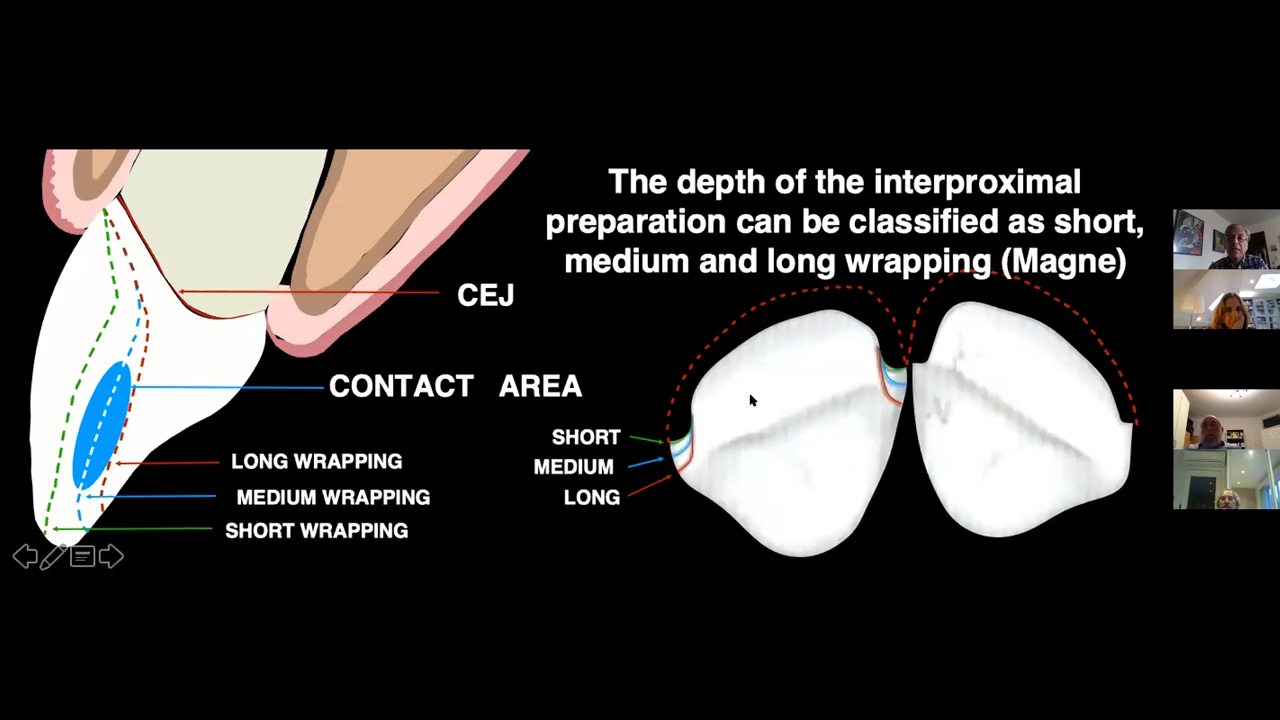 The depth of the interproximal
preparation can be classified as short,
medium and long wrapping (Magne)
CEJ
CONTACT AREA
LONG WRAPPING
MEDIUM WRAPPING
SHORT WRAPPING
SHORT
MEDIUM
LONG